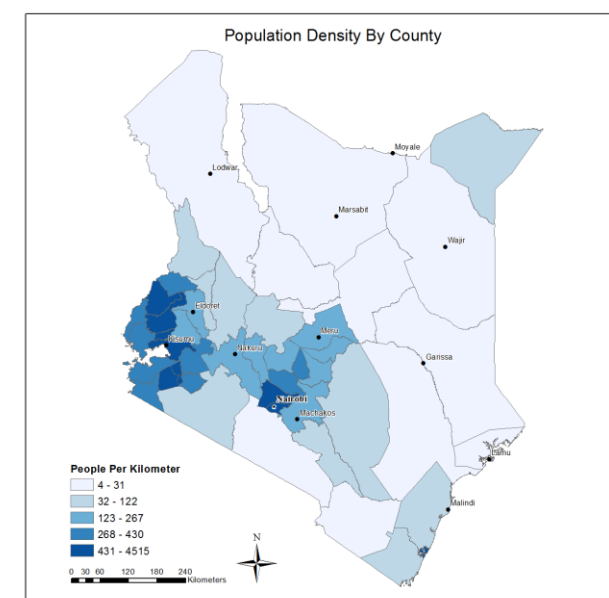 Population Density By County
Moyale
Lodwar
Marsabit
Wajir
Eldoret
Kisumu
Meru
Nakuru
Garissa
Nairobi
Machakos
Lamu
Malindi
People Per Kilometer
4 - 31
32 - 122
123 - 267
268 - 430
431 - 4515
N
0 30 60 120 180 240
Kilometers